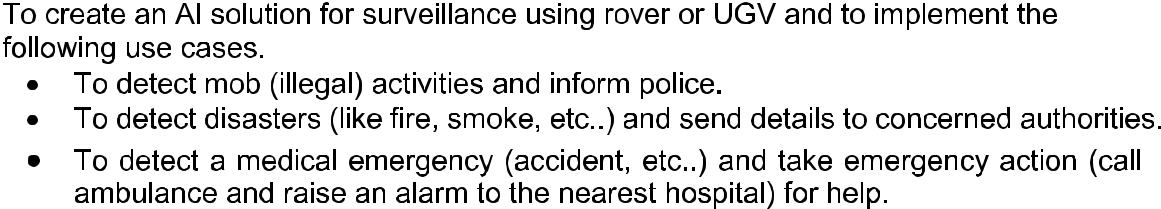 To create an AI solution for surveillance using rover or UGV and to implement the
following use cases.
• To detect mob (illegal) activities and inform police.
• To detect disasters (like fire, smoke, etc..) and send details to concerned authorities.
• To detect a medical emergency (accident, etc..) and take emergency action (call
ambulance and raise an alarm to the nearest hospital) for help.